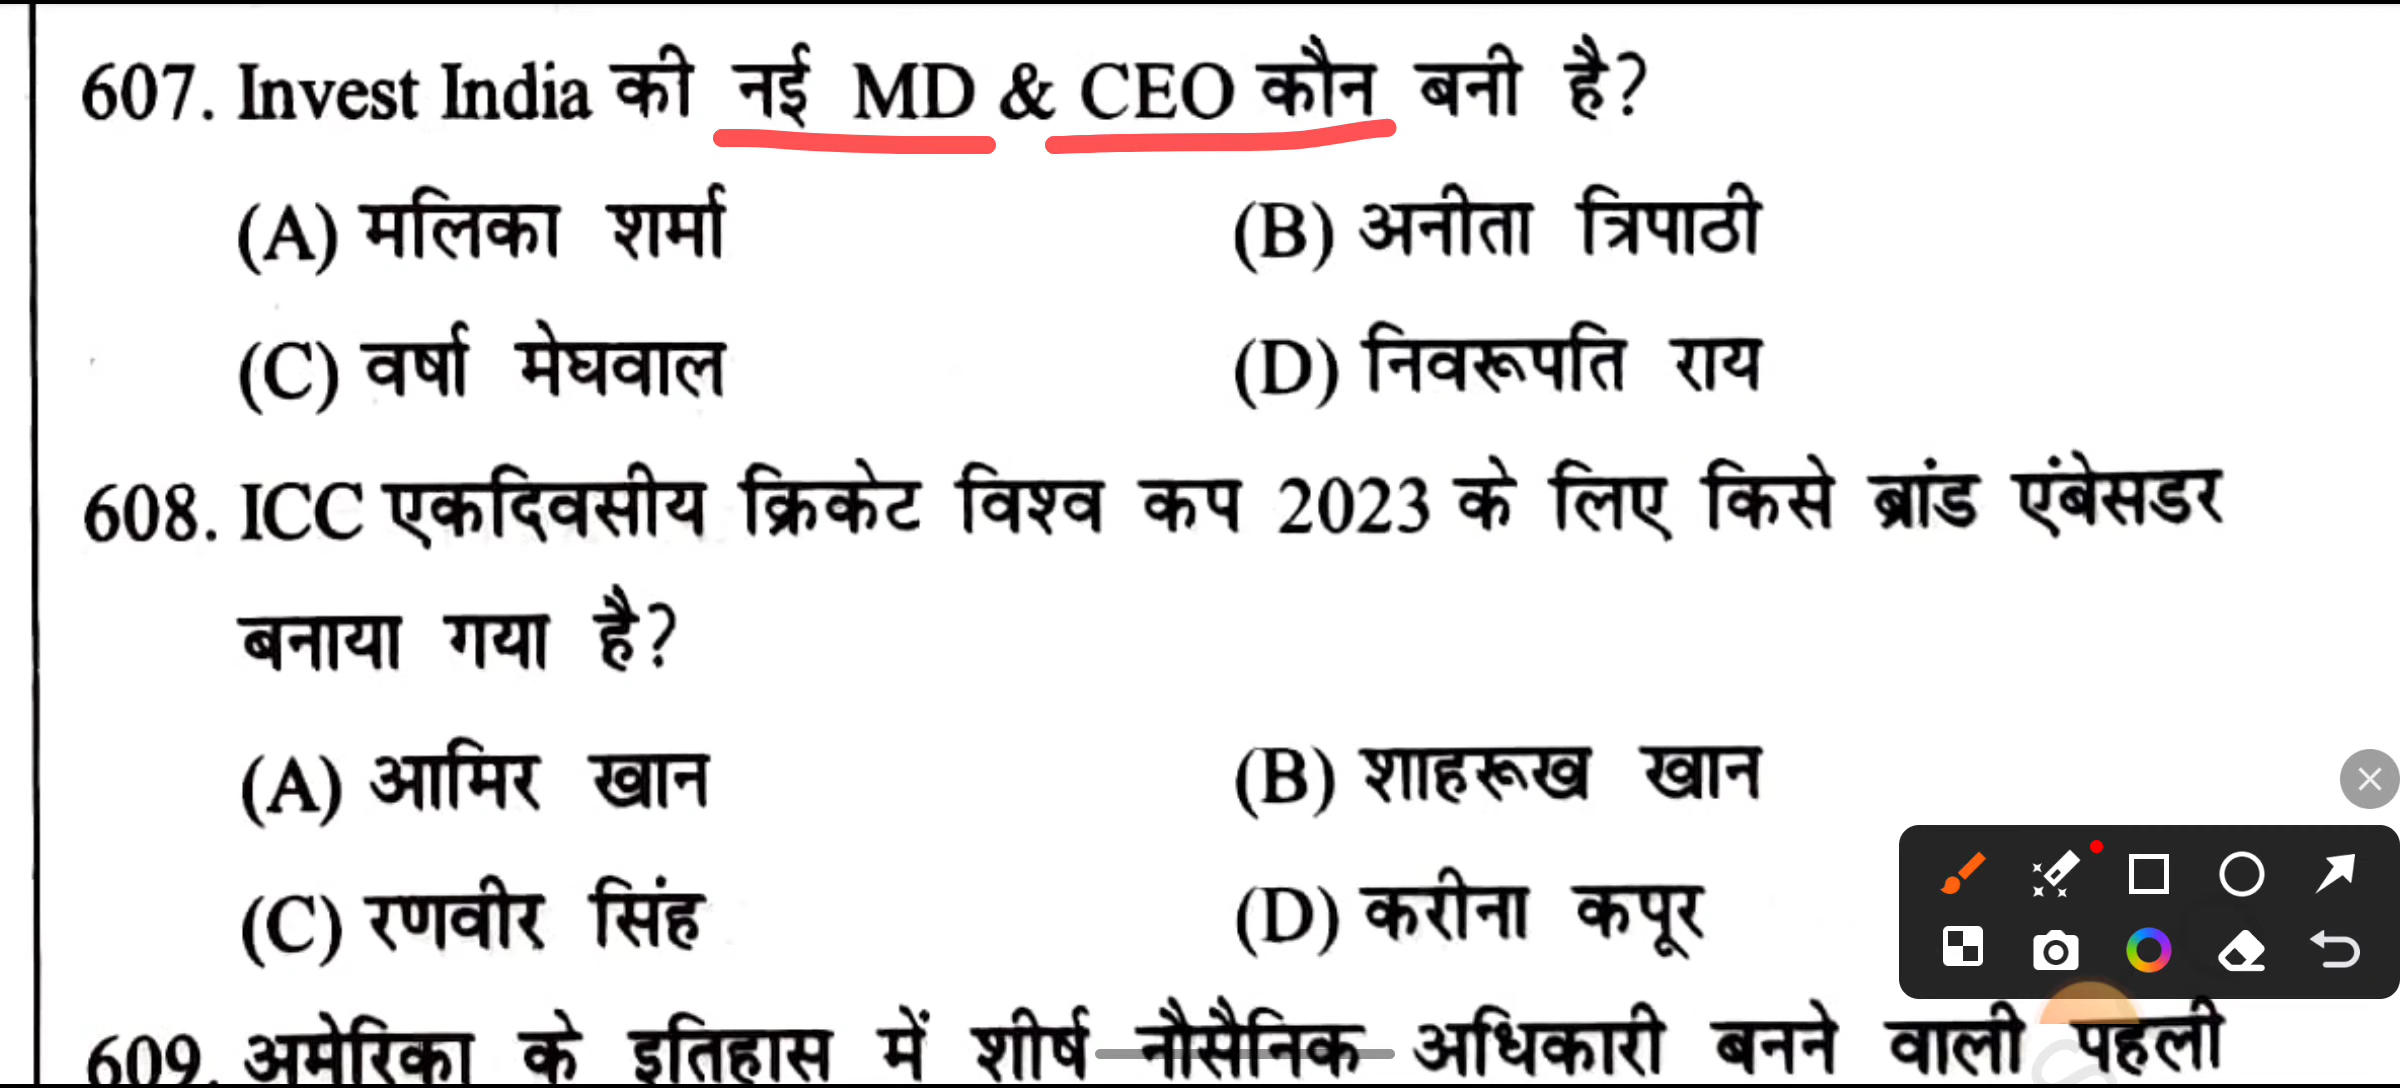 607. Invest India की नई MD & CEO कौन बनी है?
(A) मलिका शर्मा (B) अनीता त्रिपाठी
(C) वर्षा मेघवाल (D) निवरूपति राय
608. ICC एकदिवसीय क्रिकेट विश्व कप 2023 के लिए किसे ब्रांड एंबेसडर
बनाया गया है?
(A) आमिर खान (B) शाहरूख खान
(C) रणवीर सिंह (D) करीना कपूर
609. अमेरिका के इतिहास में शीर्ष नौसैनिक अधिकारी बनने वाली पहली